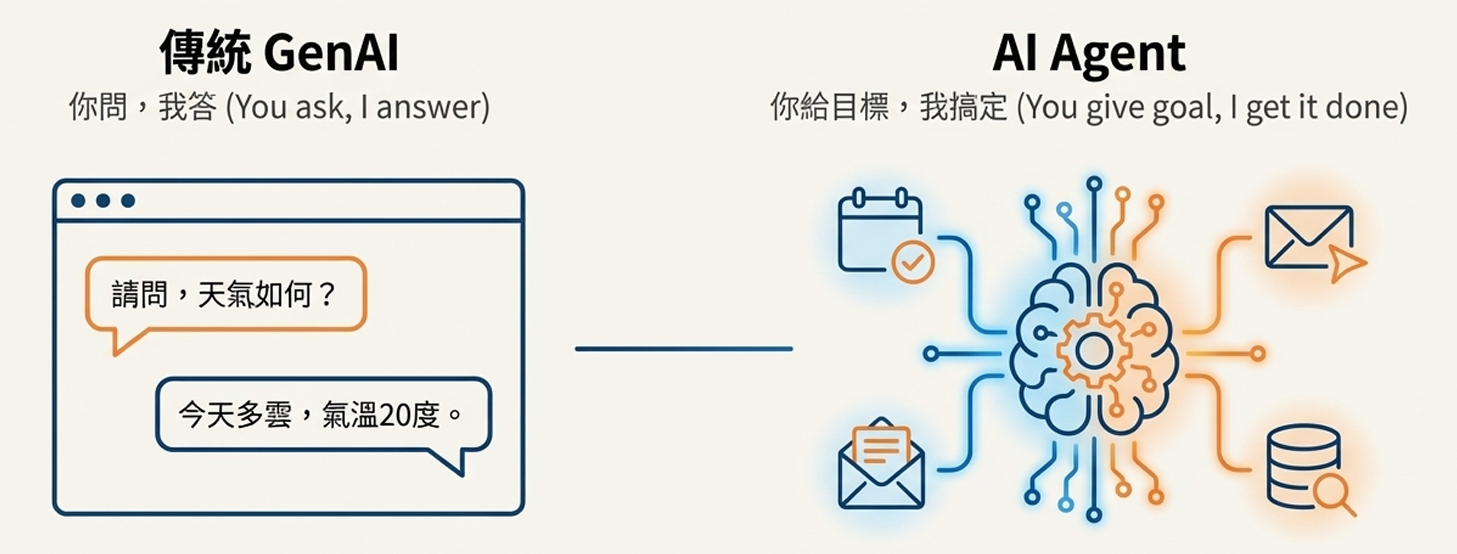 傳統 GenAI
你問，我答 (You ask, I answer)
請問，天氣如何？
今天多雲，氣溫20度。
AI Agent
你給目標，我搞定 (You give goal, I get it done)